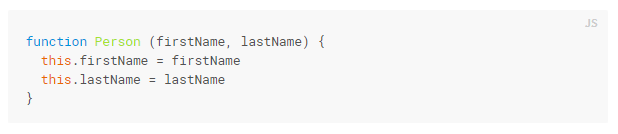 JS
function Person (firstName, lastName) {
  this.firstName = firstName
  this.lastName = lastName
}